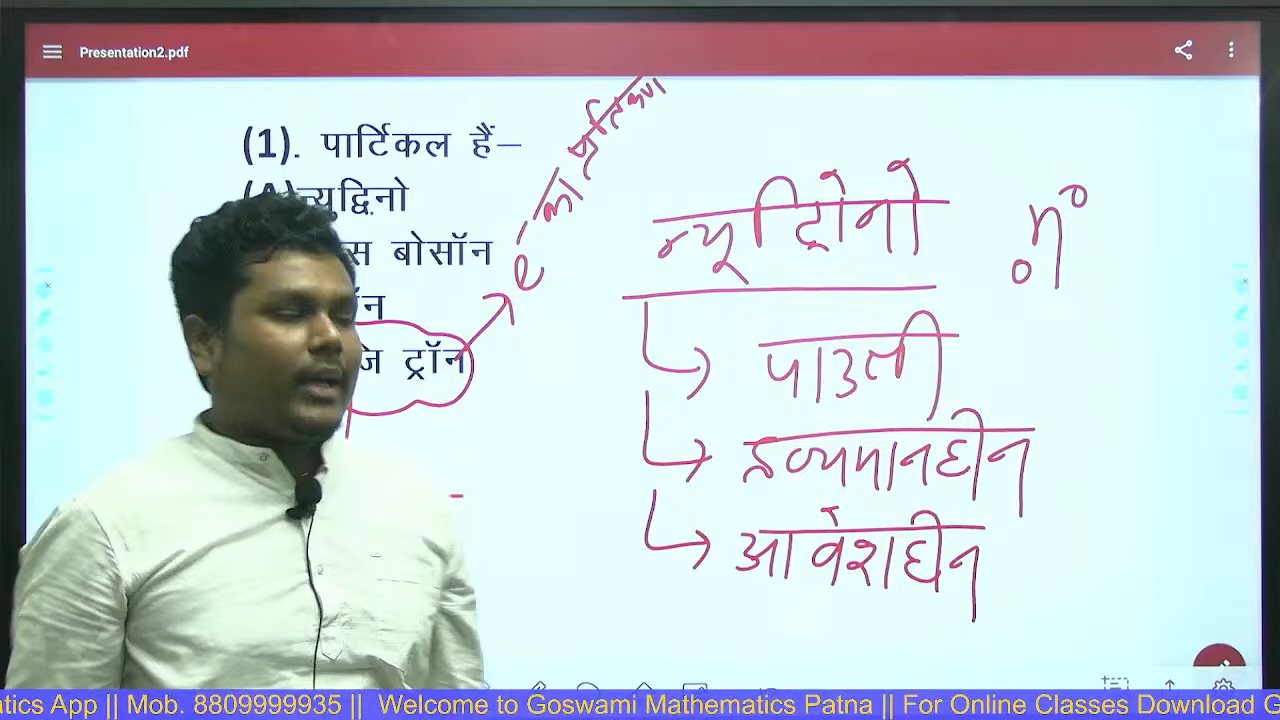 Presentation2.pdf
(1). पार्टिकल हैं–
न्युद्विनो
स बोसॉन
ॉन
जि ट्रॉन
e⁻ का प्रतिकण
न्यूट्रिनो
₀n⁰
पाउली
द्रव्यमानहीन
आवेशहीन
atics App || Mob. 8809999935 || Welcome to Goswami Mathematics Patna || For Online Classes Download G